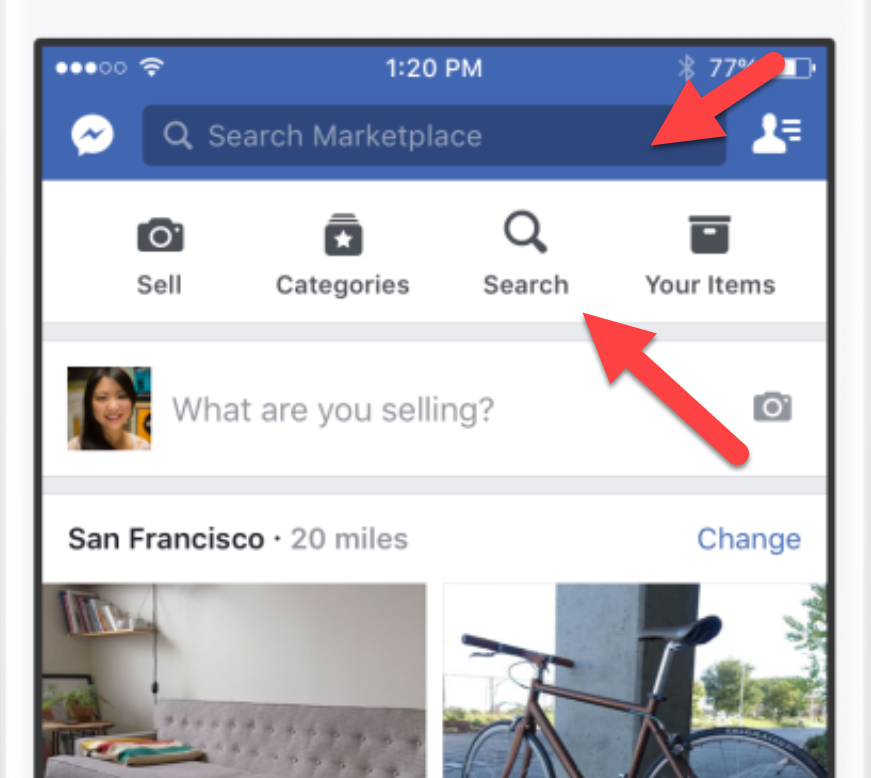 1:20 PM 77%
Search Marketplace
Sell Categories Search Your Items
What are you selling?
San Francisco · 20 miles Change